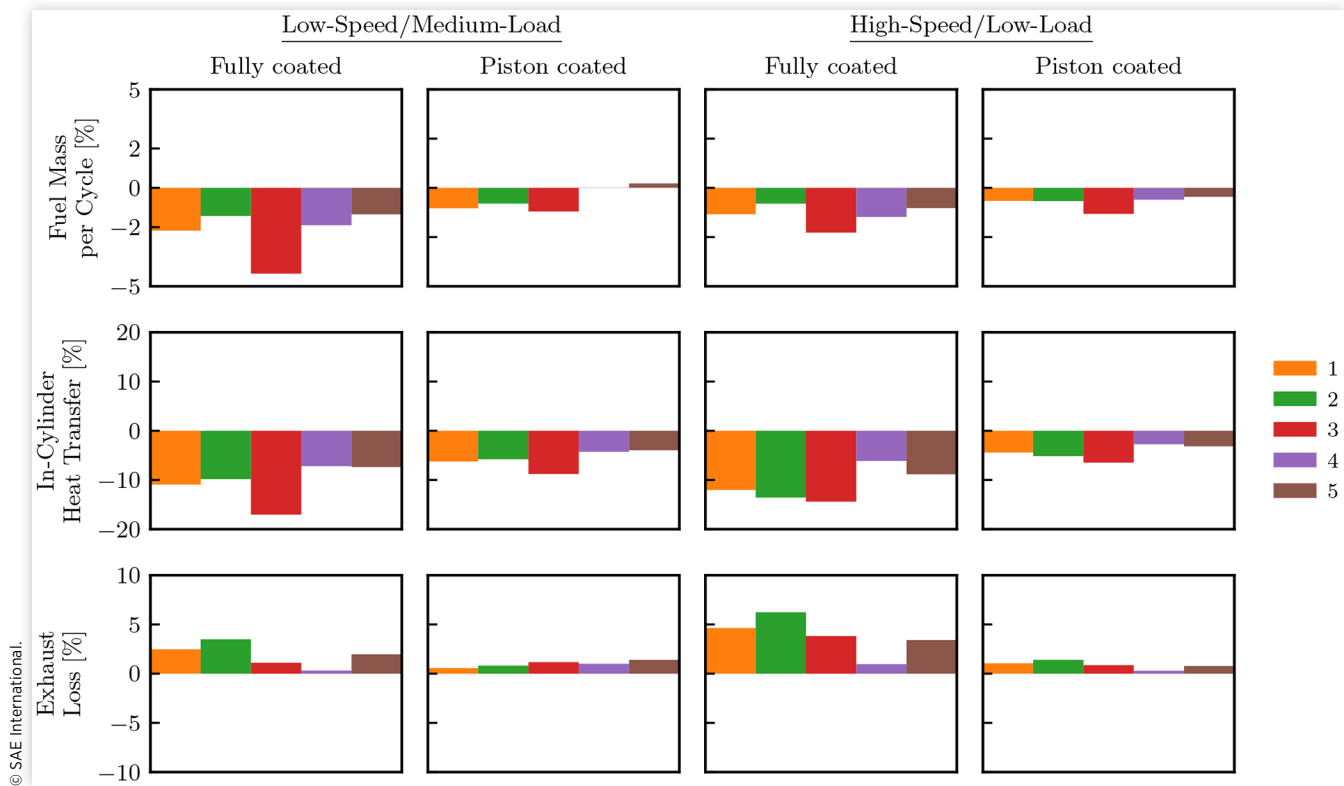 Low-Speed/Medium-Load
High-Speed/Low-Load
Fully coated
Piston coated
Fully coated
Piston coated
Fuel Mass
per Cycle [%]
5
2
0
−2
−5
In-Cylinder
Heat Transfer [%]
20
10
0
−10
−20
1
2
3
4
5
Exhaust
Loss [%]
10
5
0
−5
−10
© SAE International.